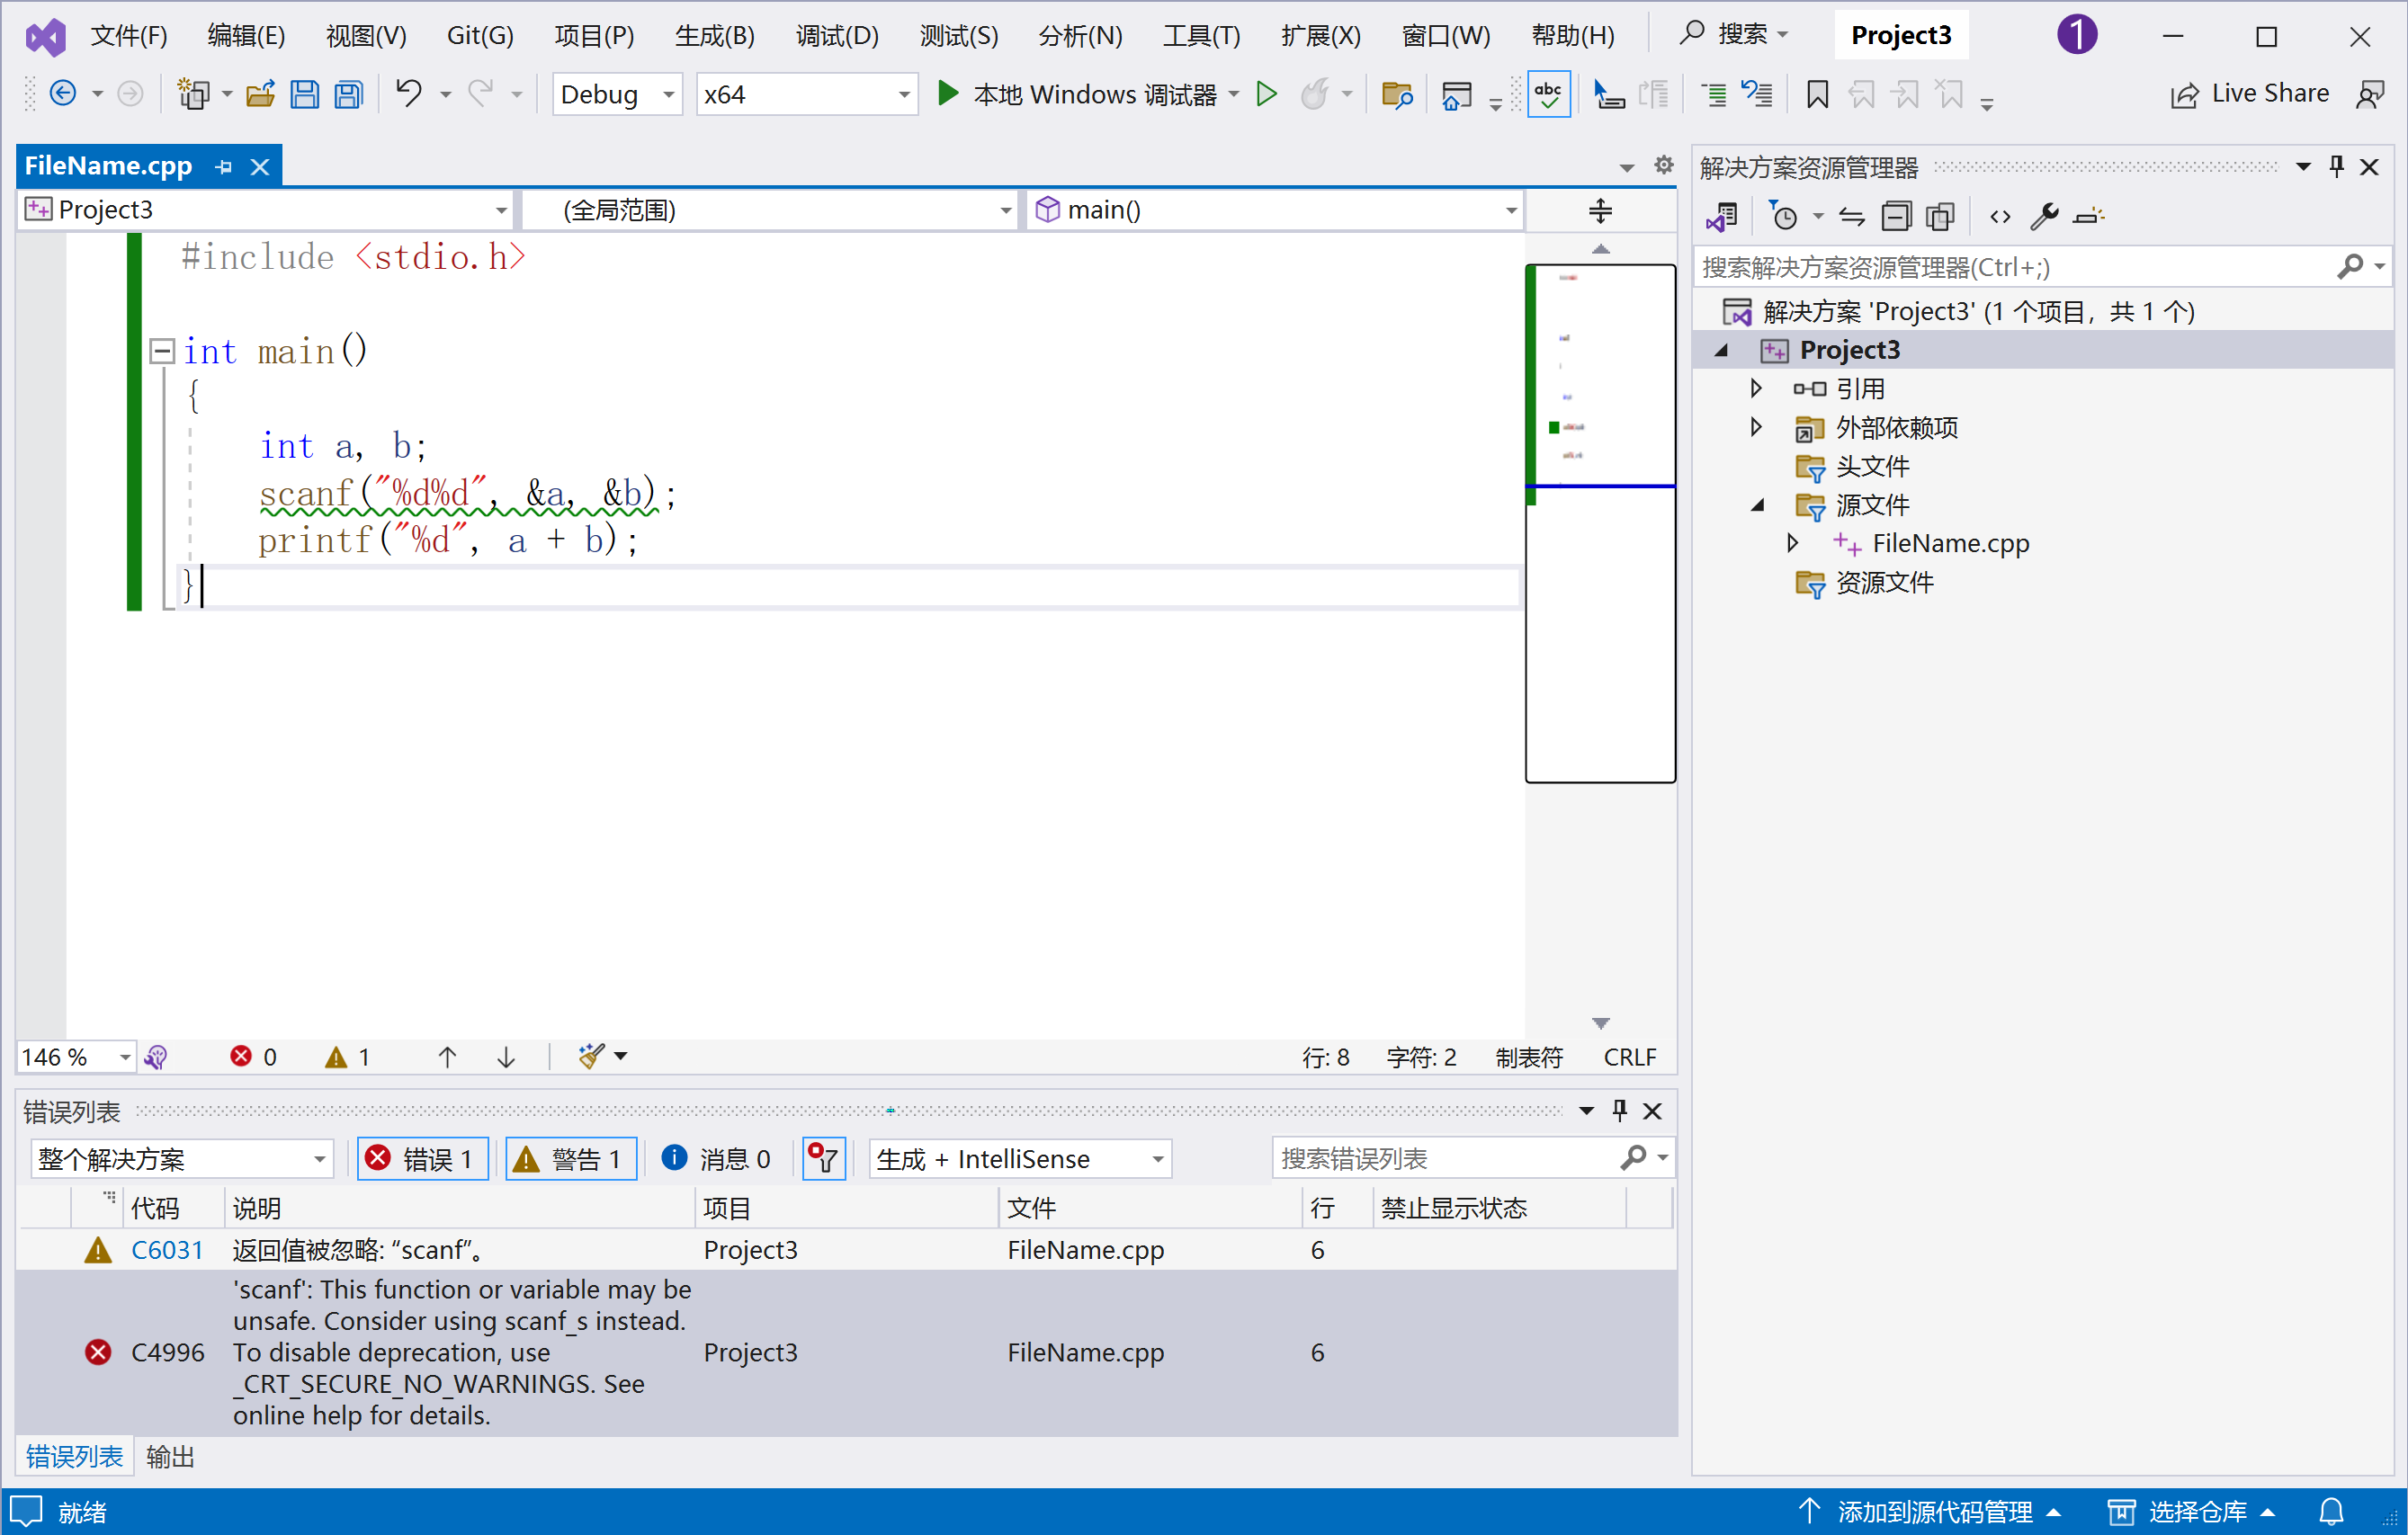 文件(F) 编辑(E) 视图(V) Git(G) 项目(P) 生成(B) 调试(D) 测试(S) 分析(N) 工具(T) 扩展(X) 窗口(W) 帮助(H) 搜索 Project3 1
Debug x64 本地 Windows 调试器 abc Live Share
FileName.cpp
Project3 (全局范围) main()
#include <stdio.h>
int main()
{
int a, b;
scanf("%d%d", &a, &b);
printf("%d", a + b);
}
146 % 0 1 行: 8 字符: 2 制表符 CRLF
错误列表
整个解决方案 错误 1 警告 1 消息 0 生成 + IntelliSense 搜索错误列表
代码 说明 项目 文件 行 禁止显示状态
C6031 返回值被忽略: “scanf”。 Project3 FileName.cpp 6
'scanf': This function or variable may be
unsafe. Consider using scanf_s instead.
C4996 To disable deprecation, use Project3 FileName.cpp 6
_CRT_SECURE_NO_WARNINGS. See
online help for details.
错误列表 输出
解决方案资源管理器
搜索解决方案资源管理器(Ctrl+;)
解决方案 'Project3' (1 个项目，共 1 个)
Project3
引用
外部依赖项
头文件
源文件
FileName.cpp
资源文件
就绪 添加到源代码管理 选择仓库